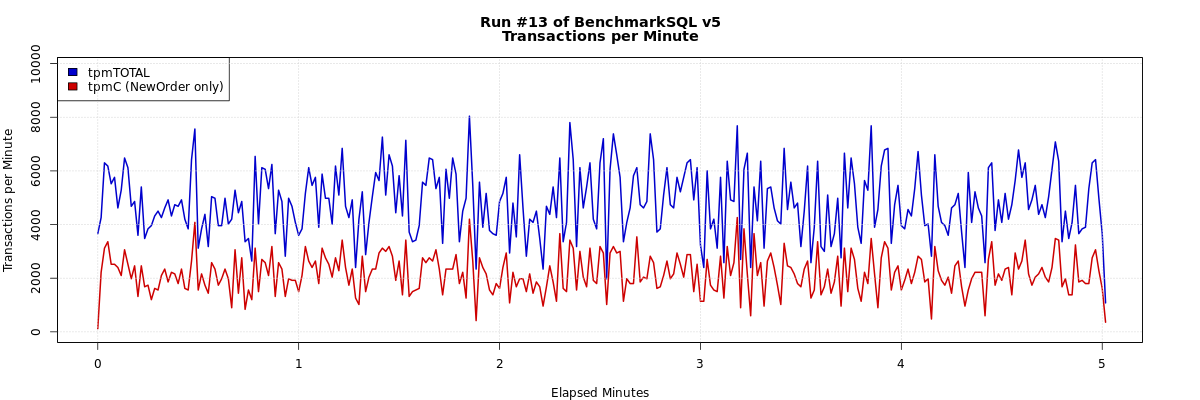 Run #13 of BenchmarkSQL v5
Transactions per Minute
tpmTOTAL
tpmC (NewOrder only)
Transactions per Minute
10000
8000
6000
4000
2000
0
0 1 2 3 4 5
Elapsed Minutes